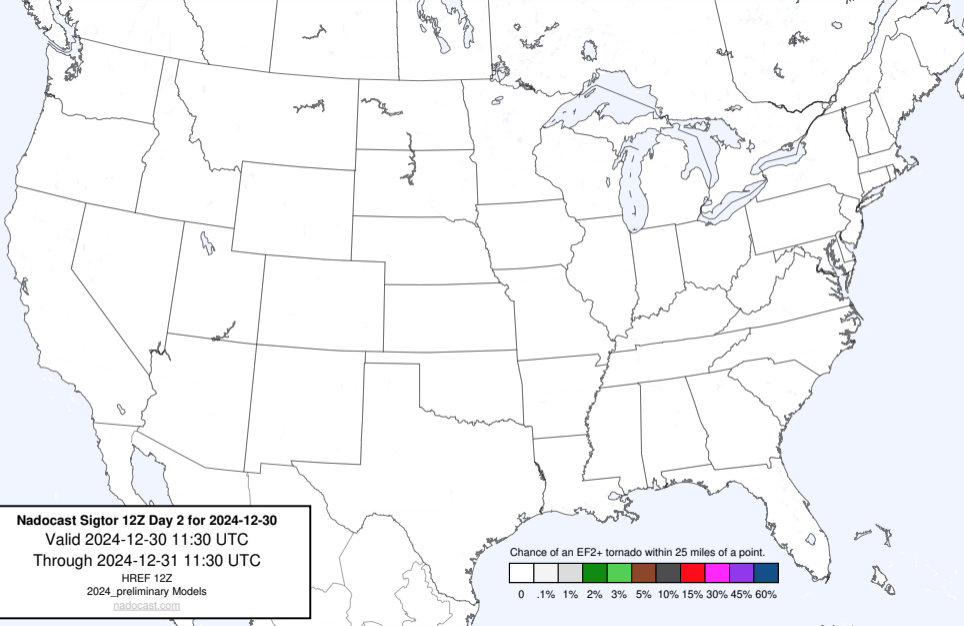 Nadocast Sigtor 12Z Day 2 for 2024-12-30
Valid 2024-12-30 11:30 UTC
Through 2024-12-31 11:30 UTC
HREF 12Z
2024_preliminary Models
nadocast.com
Chance of an EF2+ tornado within 25 miles of a point.
0 .1% 1% 2% 3% 5% 10% 15% 30% 45% 60%